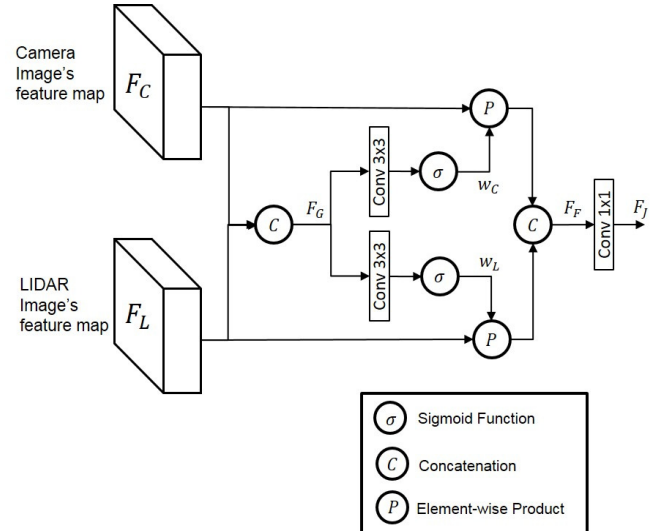 Camera
Image's
feature map
F_C
P
Conv 3x3
σ
w_C
C
F_G
C
F_F
Conv 1x1
F_J
LIDAR
Image's
feature map
F_L
Conv 3x3
σ
w_L
P
σ Sigmoid Function
C Concatenation
P Element-wise Product